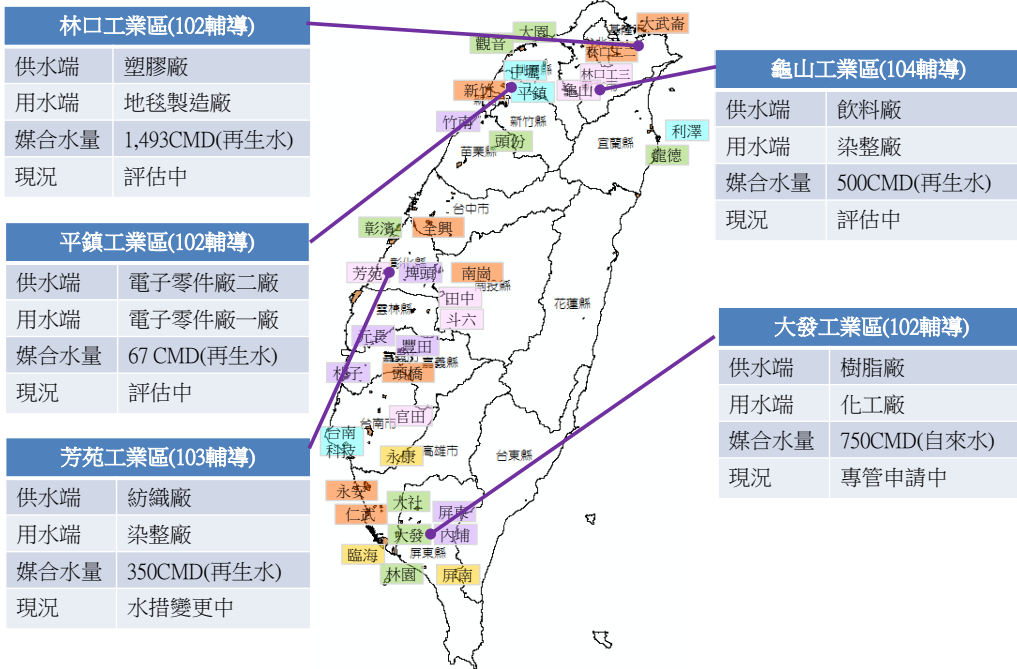 林口工業區(102輔導)
供水端 塑膠廠
用水端 地毯製造廠
媒合水量 1,493CMD(再生水)
現況 評估中
平鎮工業區(102輔導)
供水端 電子零件廠二廠
用水端 電子零件廠一廠
媒合水量 67 CMD(再生水)
現況 評估中
芳苑工業區(103輔導)
供水端 紡織廠
用水端 染整廠
媒合水量 350CMD(再生水)
現況 水措變更中
龜山工業區(104輔導)
供水端 飲料廠
用水端 染整廠
媒合水量 500CMD(再生水)
現況 評估中
大發工業區(102輔導)
供水端 樹脂廠
用水端 化工廠
媒合水量 750CMD(自來水)
現況 專管申請中
大武崙
大園
觀音
林口工二
林口工三
中壢
平鎮
龜山
新竹
新竹縣
竹南
頭份
苗栗縣
宜蘭縣
利澤
龍德
台中市
彰濱
全興
芳苑
埤頭
南崗
田中
斗六
花蓮縣
雲林縣
元長
豐田
嘉義縣
朴子
頭橋
官田
台南市
台南
科技
永康
高雄市
台東縣
永安
大社
屏東
仁武
大發
內埔
臨海
屏東縣
林園
屏南